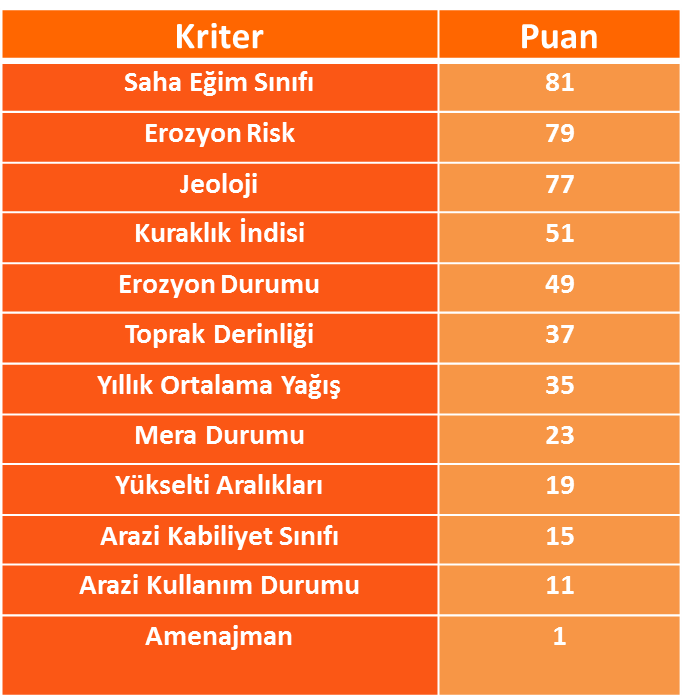 Kriter Puan
Saha Eğim Sınıfı 81
Erozyon Risk 79
Jeoloji 77
Kuraklık İndisi 51
Erozyon Durumu 49
Toprak Derinliği 37
Yıllık Ortalama Yağış 35
Mera Durumu 23
Yükselti Aralıkları 19
Arazi Kabiliyet Sınıfı 15
Arazi Kullanım Durumu 11
Amenajman 1